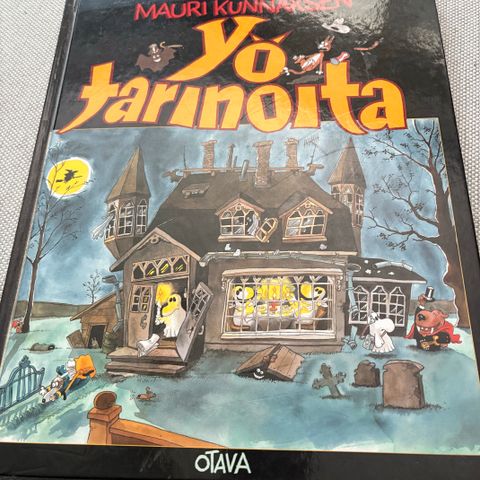 MAURI KUNNAKSEN
Yö
tarinoita
OTAVA